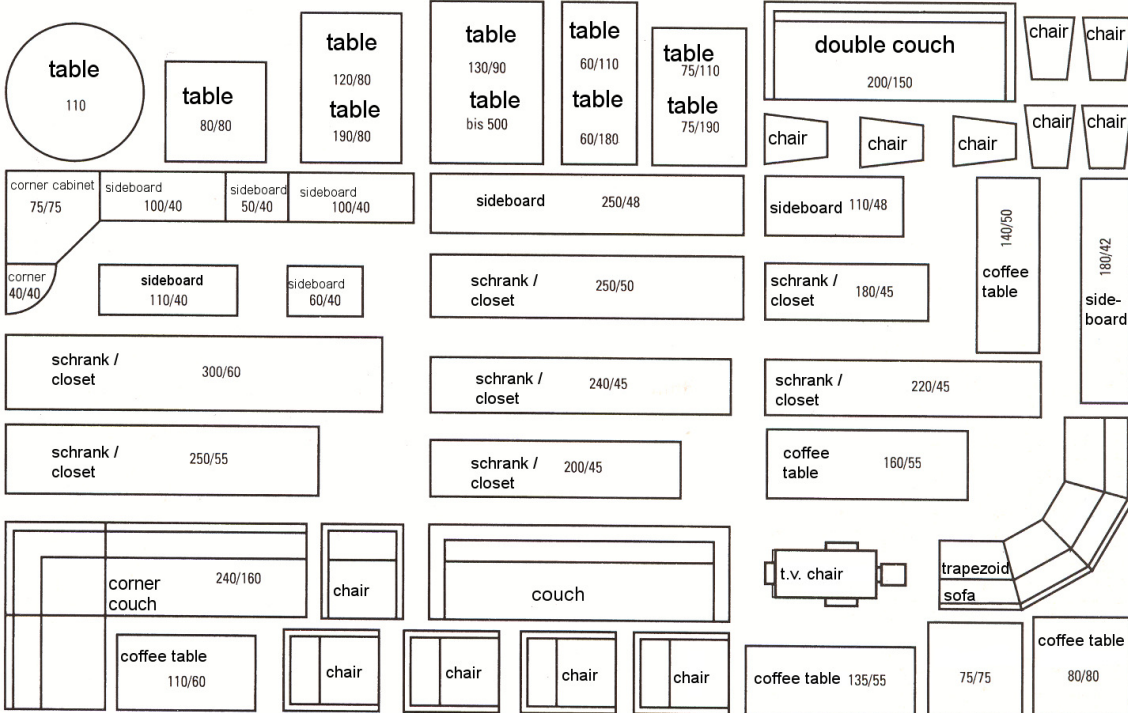 table
110
table
80/80
table
120/80
table
190/80
table
130/90
table
bis 500
table
60/110
table
60/180
table
75/110
table
75/190
double couch
200/150
chair
chair
chair
chair
chair
chair
chair
corner cabinet
75/75
sideboard
100/40
sideboard
50/40
sideboard
100/40
sideboard 250/48
sideboard 110/48
140/50
coffee
table
180/42
side-
board
corner
40/40
sideboard
110/40
sideboard
60/40
schrank /
closet
250/50
schrank /
closet
180/45
schrank /
closet
300/60
schrank /
closet
240/45
schrank /
closet
220/45
schrank /
closet
250/55
schrank /
closet
200/45
coffee
table
160/55
corner
couch
240/160
chair
couch
t.v. chair
trapezoid
sofa
coffee table
110/60
chair
chair
chair
chair
coffee table 135/55
75/75
coffee table
80/80